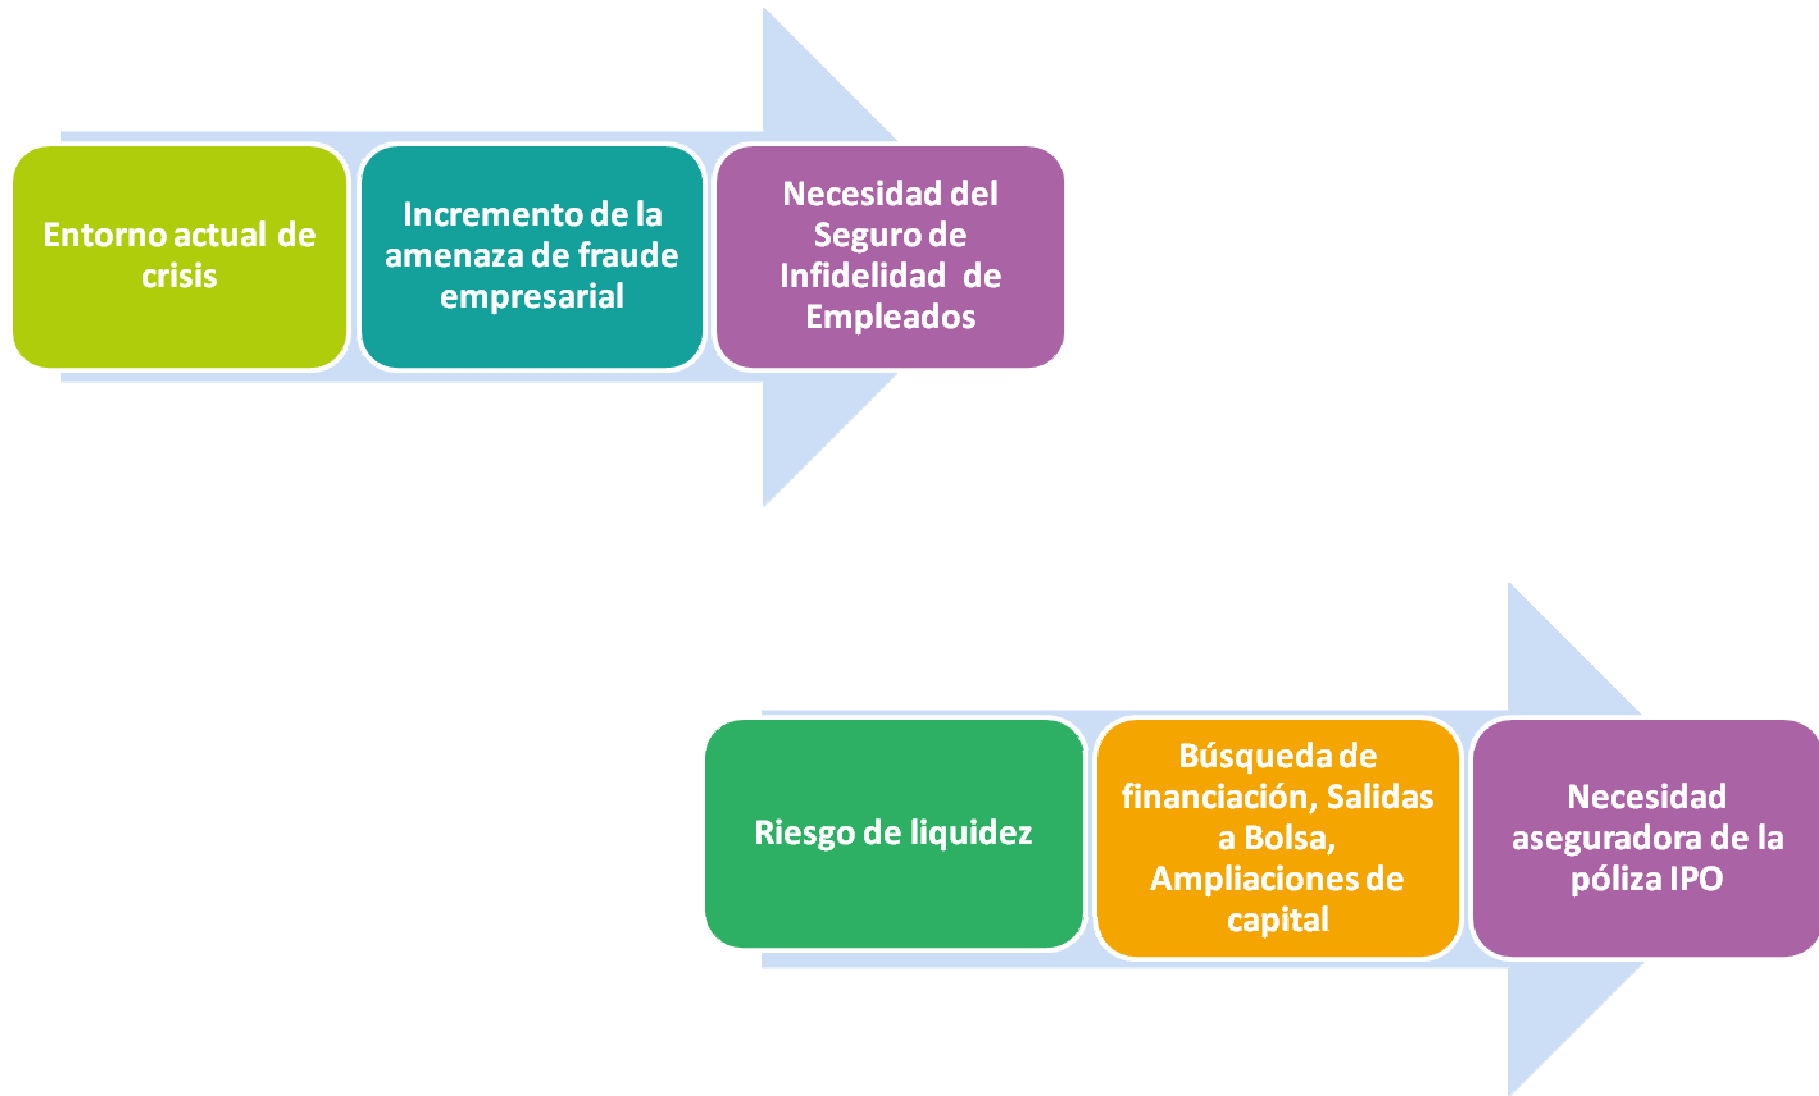 Entorno actual de
crisis
Incremento de la
amenaza de fraude
empresarial
Necesidad del
Seguro de
Infidelidad de
Empleados
Riesgo de liquidez
Búsqueda de
financiación, Salidas
a Bolsa,
Ampliaciones de
capital
Necesidad
aseguradora de la
póliza IPO